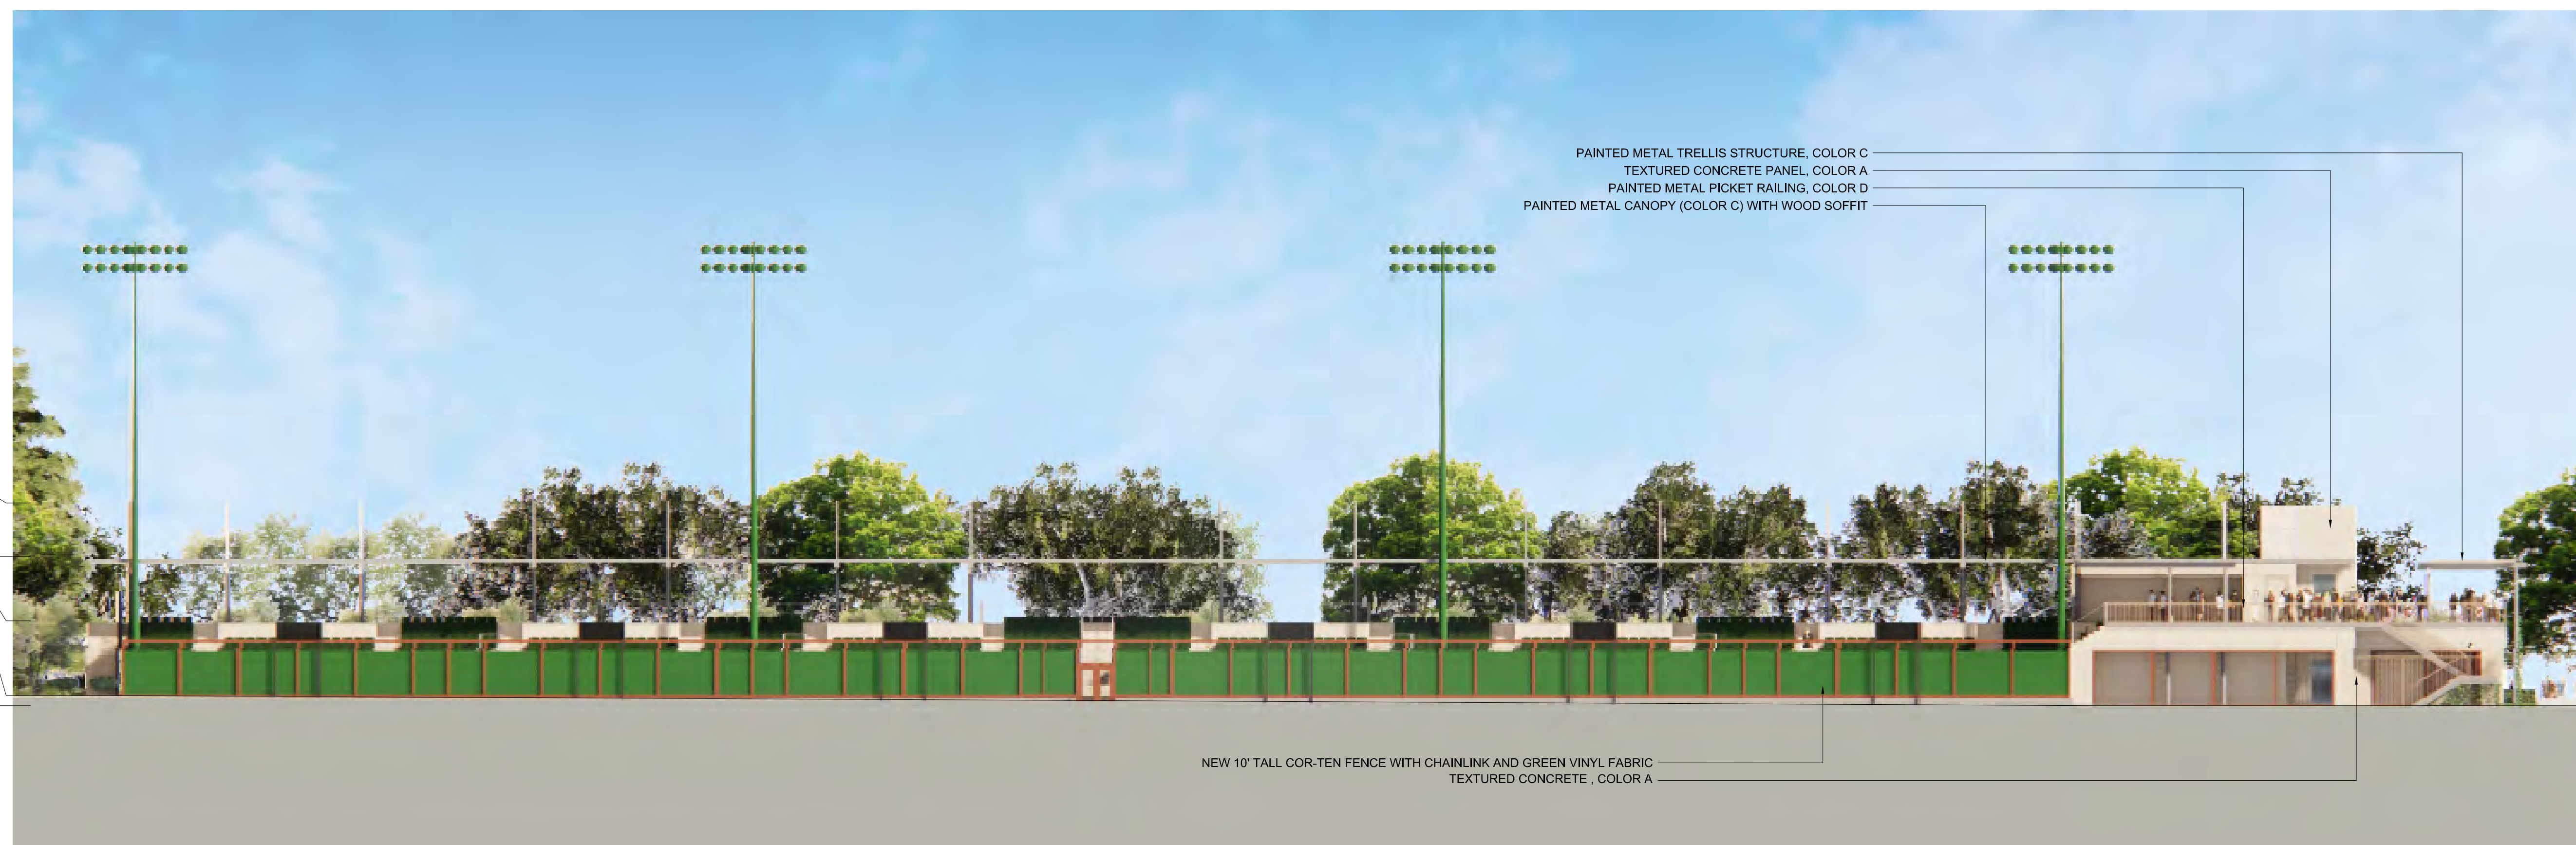 PAINTED METAL TRELLIS STRUCTURE, COLOR C
TEXTURED CONCRETE PANEL, COLOR A
PAINTED METAL PICKET RAILING, COLOR D
PAINTED METAL CANOPY (COLOR C) WITH WOOD SOFFIT
NEW 10' TALL COR-TEN FENCE WITH CHAINLINK AND GREEN VINYL FABRIC
TEXTURED CONCRETE , COLOR A